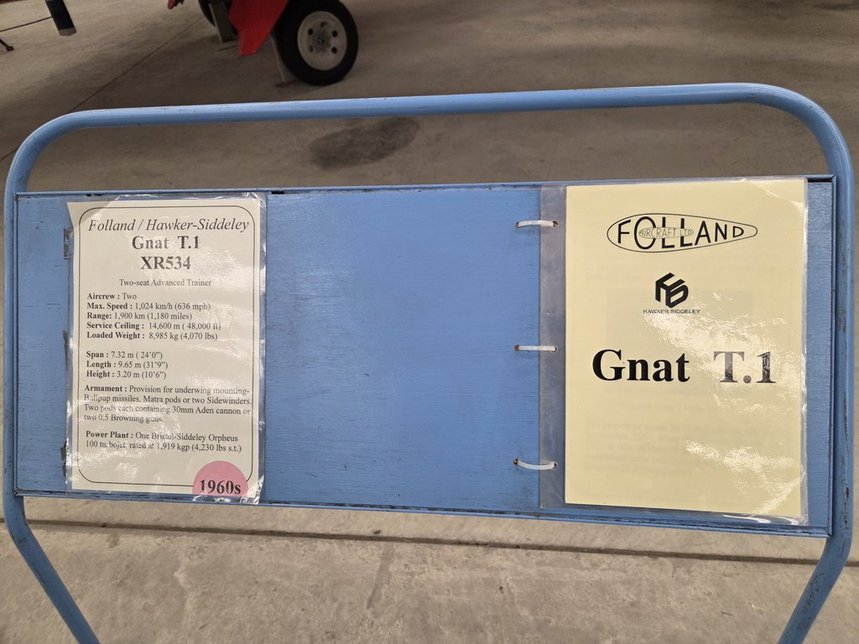 Folland / Hawker-Siddeley
Gnat T.1
XR534
Two-seat Advanced Trainer
Aircrew : Two
Max. Speed : 1,024 km/h (636 mph)
Range: 1,900 km (1,180 miles)
Service Ceiling : 14,600 m ( 48,000 ft)
Loaded Weight : 8,985 kg (4,070 lbs)
Span : 7.32 m ( 24'0")
Length : 9.65 m (31'9")
Height : 3.20 m (10'6")
Armament : Provision for underwing mounting-
Bullpup missiles. Matra pods or two Sidewinders.
Two pods each containing 30mm Aden cannon or
two 0.5 Browning guns.
Power Plant : One Bristol-Siddeley Orpheus
100 turbojet rated at 1,919 kgp (4,230 lbs s.t.)
1960s
FOLLAND
AIRCRAFT LTD
HAWKER SIDDELEY
Gnat T.1